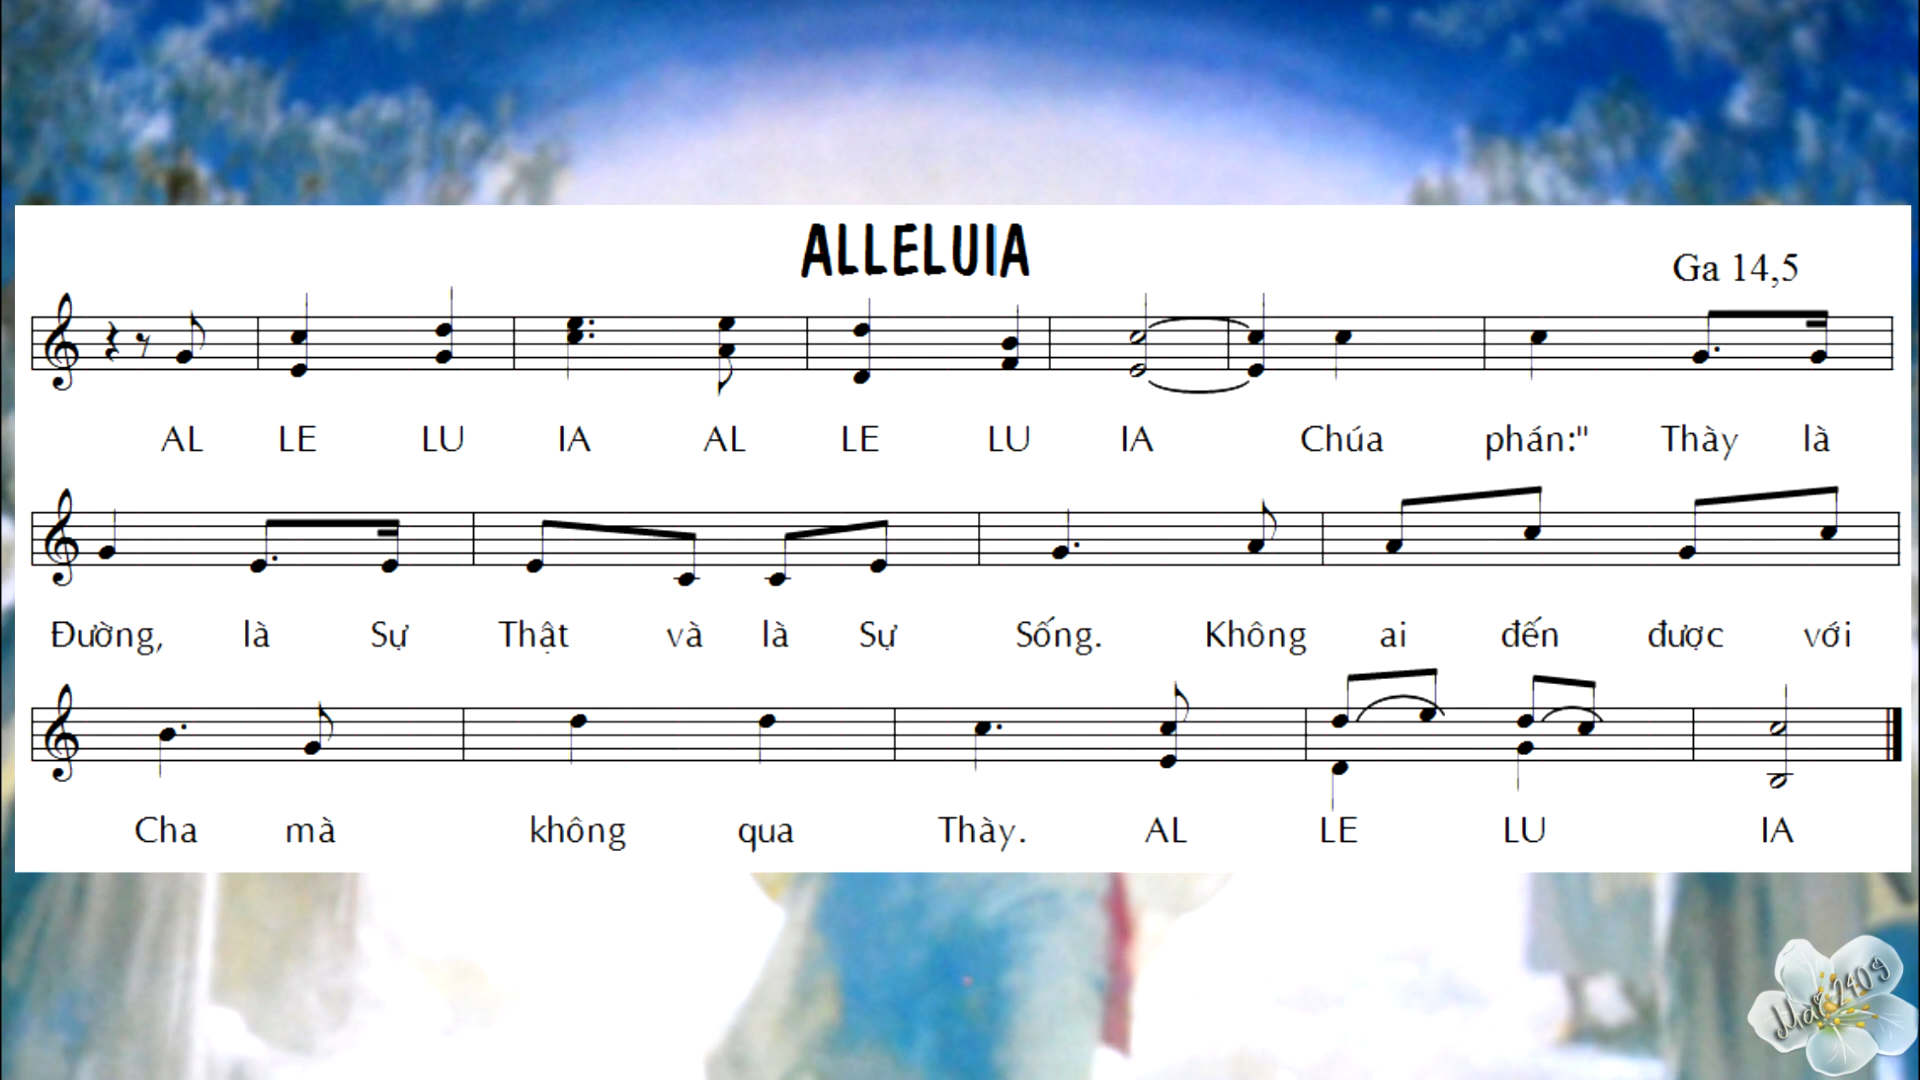 ALLELUIA
Ga 14,5
AL LE LU IA AL LE LU IA Chúa phán:" Thày là
Đường, là Sự Thật và là Sự Sống. Không ai đến được với
Cha mà không qua Thày. AL LE LU IA
Mai 2409